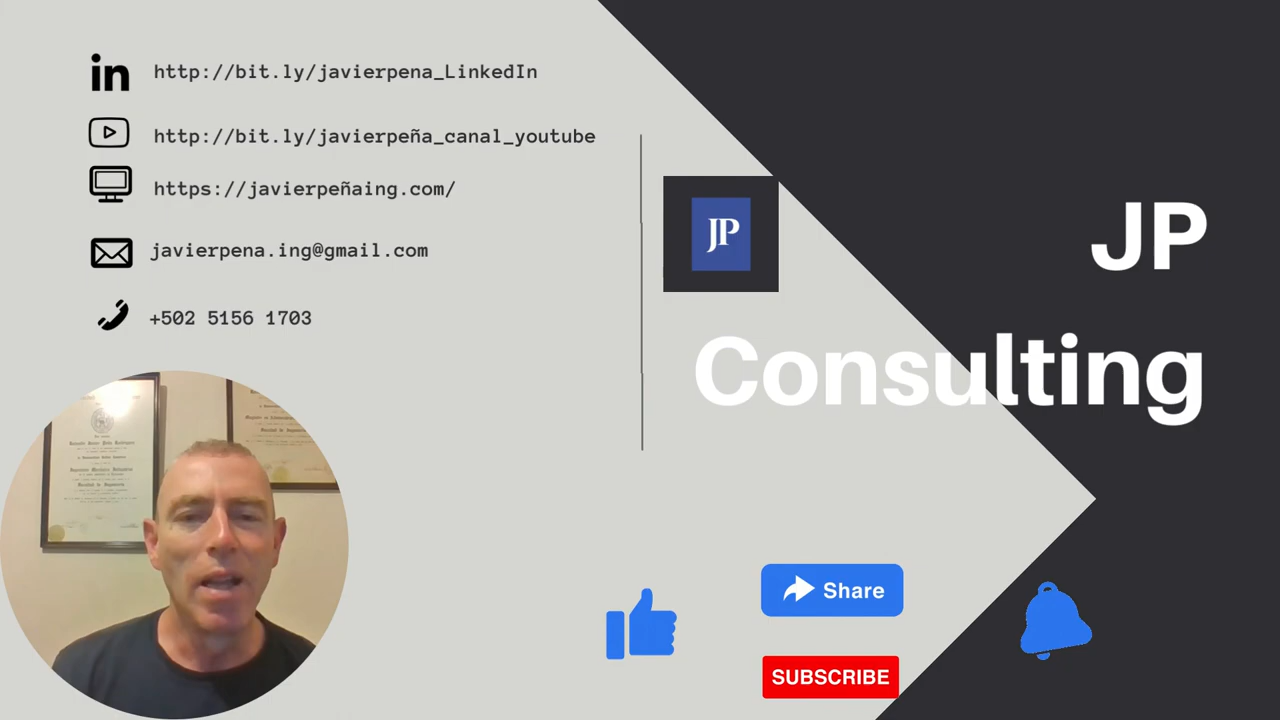 http://bit.ly/javierpena_LinkedIn
http://bit.ly/javierpeña_canal_youtube
https://javierpeñaing.com/
javierpena.ing@gmail.com
+502 5156 1703
JP
JP
Consulting
Share
SUBSCRIBE